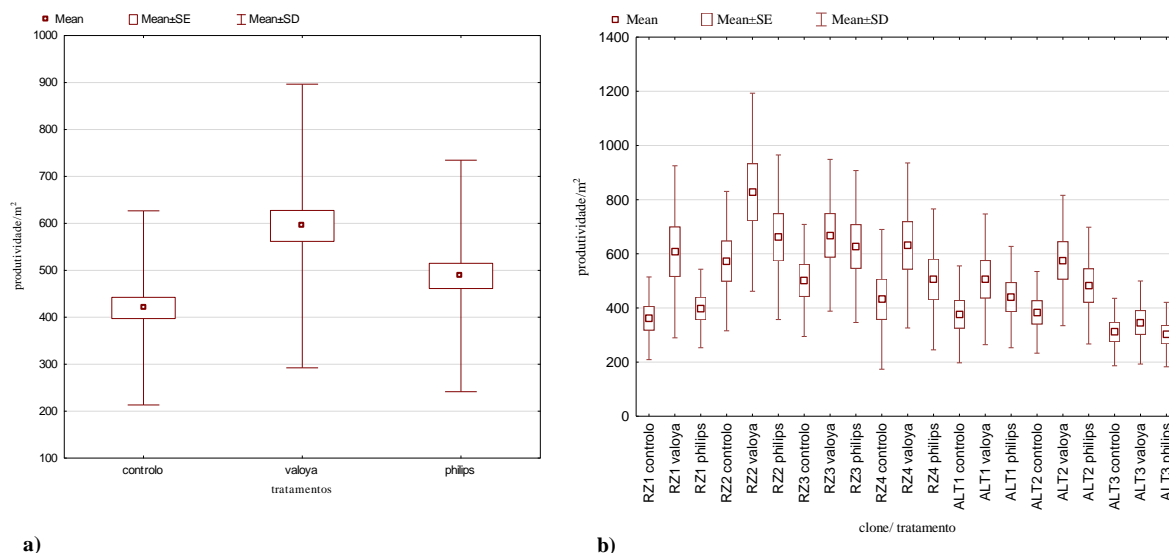 Mean Mean±SE Mean±SD
1000
900
800
700
600
500
400
300
200
100
produtividade/m²
controlo valoya philips
tratamentos
a)
Mean Mean±SE Mean±SD
1400
1200
1000
800
600
400
200
0
produtividade/m²
RZ1 controlo
RZ1 valoya
RZ1 philips
RZ2 controlo
RZ2 valoya
RZ2 philips
RZ3 controlo
RZ3 valoya
RZ3 philips
RZ4 controlo
RZ4 valoya
RZ4 philips
ALT1 controlo
ALT1 valoya
ALT1 philips
ALT2 controlo
ALT2 valoya
ALT2 philips
ALT3 controlo
ALT3 valoya
ALT3 philips
clone/ tratamento
b)